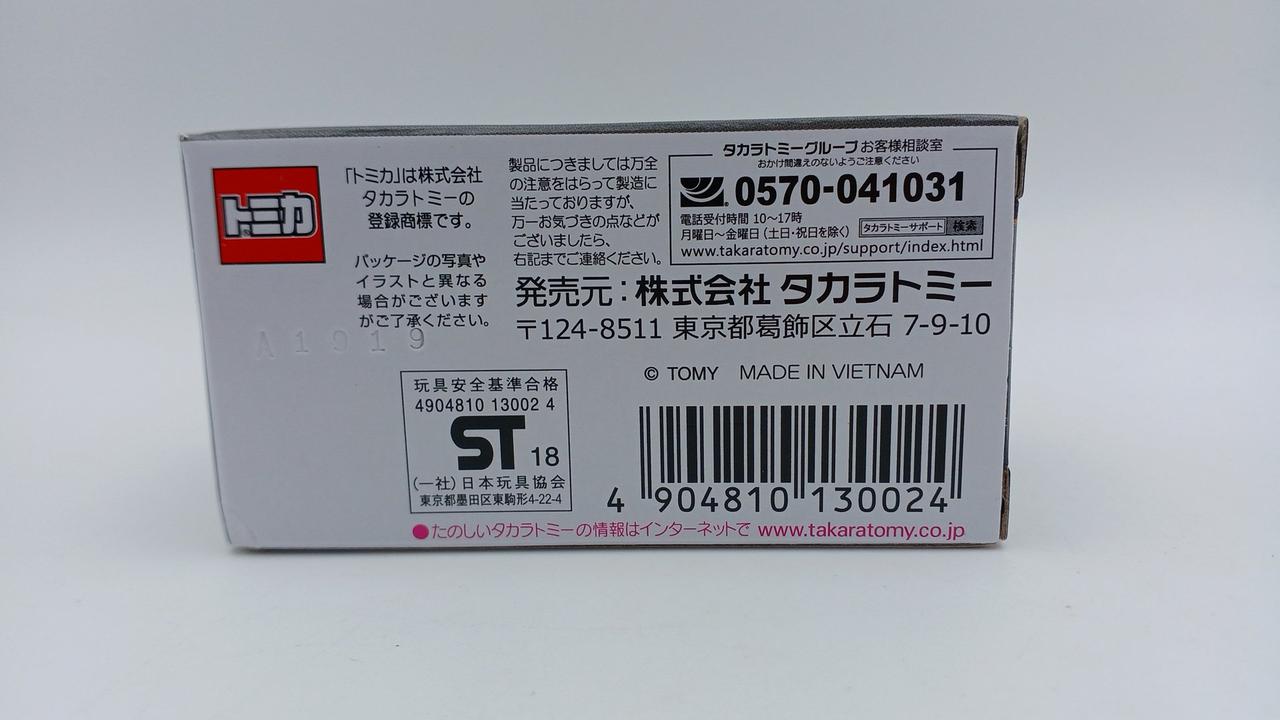 トミカ
「トミカ」は株式会社
タカラトミーの
登録商標です。
パッケージの写真や
イラストと異なる
場合がございます
がご了承ください。
A1919
製品につきましては万全
の注意をはらって製造に
当たっておりますが、
万一お気づきの点などが
ございましたら、
右記までご連絡ください。
タカラトミーグループ お客様相談室
おかけ間違えのないようご注意ください
0570-041031
電話受付時間 10〜17時
月曜日〜金曜日 (土日・祝日を除く) タカラトミーサポート 検索
www.takaratomy.co.jp/support/index.html
発売元:株式会社 タカラトミー
〒124-8511 東京都葛飾区立石 7-9-10
© TOMY MADE IN VIETNAM
玩具安全基準合格
4904810 13002 4
ST 18
(一社)日本玩具協会
東京都墨田区東駒形4-22-4
4 904810 130024
●たのしいタカラトミーの情報はインターネットで www.takaratomy.co.jp